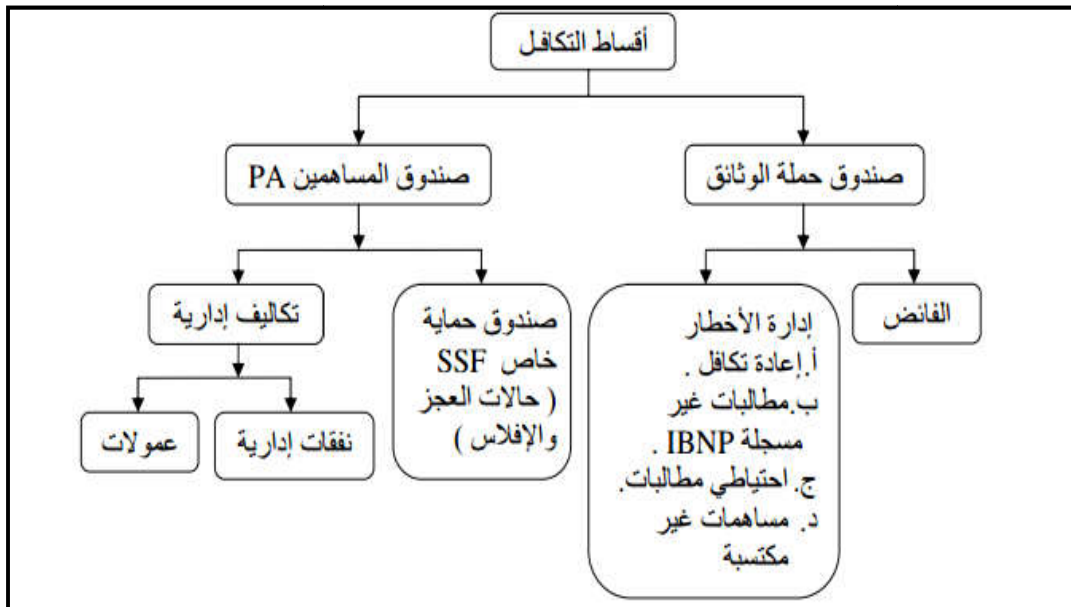 أقساط التكافل
صندوق حملة الوثائق
صندوق المساهمين PA
الفائض
إدارة الأخطار
أ.إعادة تكافل .
ب.مطالبات غير
مسجلة IBNP .
ج. احتياطي مطالبات.
د. مساهمات غير
مكتسبة
صندوق حماية
خاص SSF
( حالات العجز
والإفلاس )
تكاليف إدارية
نفقات إدارية
عمولات